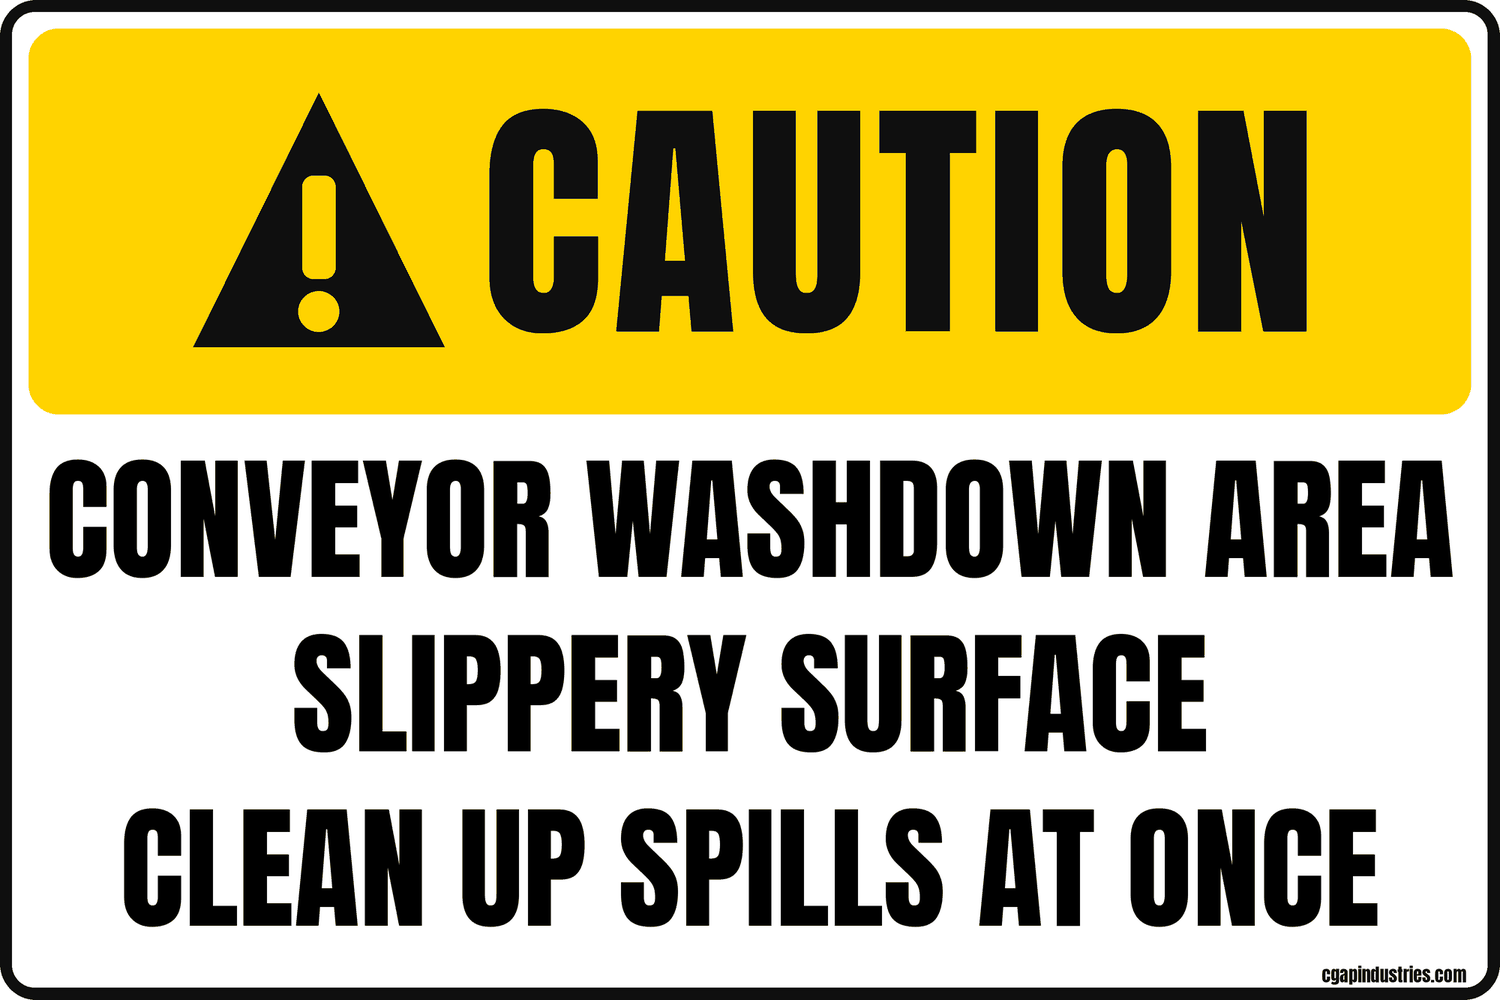 CAUTION
CONVEYOR WASHDOWN AREA
SLIPPERY SURFACE
CLEAN UP SPILLS AT ONCE
cgapindustries.com